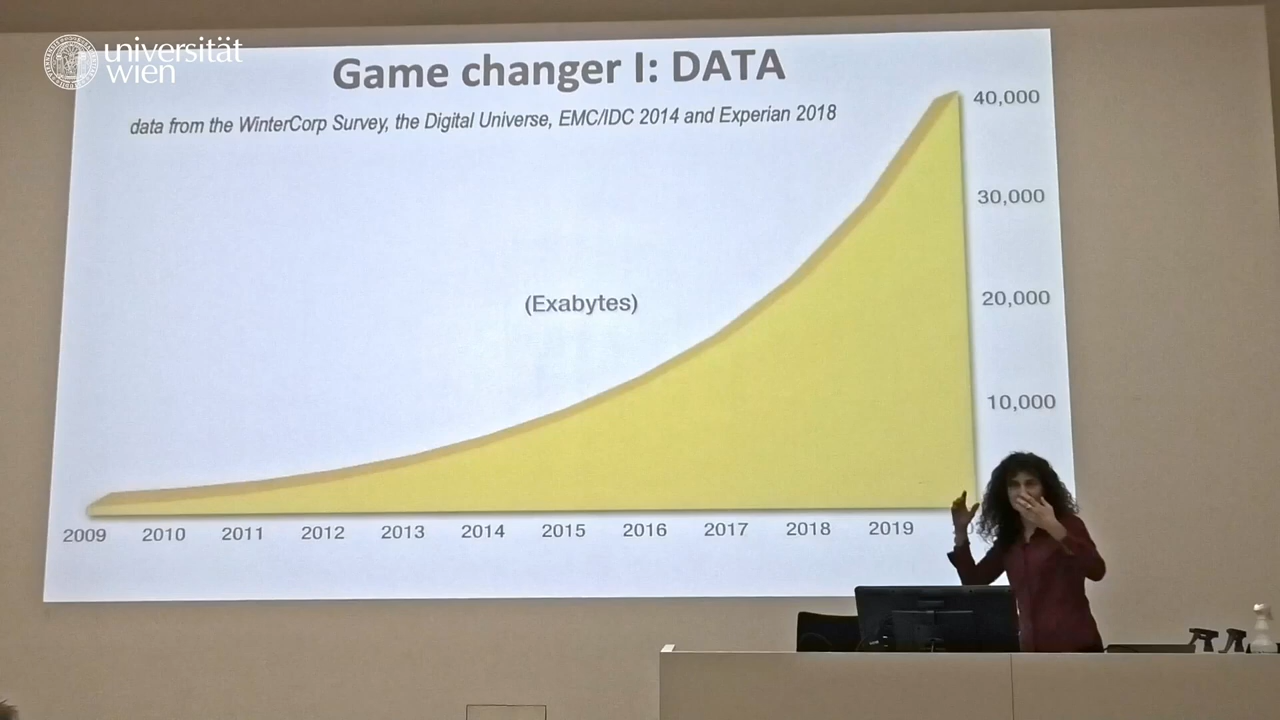 universität
wien
Game changer I: DATA
data from the WinterCorp Survey, the Digital Universe, EMC/IDC 2014 and Experian 2018
40,000
30,000
(Exabytes)
20,000
10,000
2009 2010 2011 2012 2013 2014 2015 2016 2017 2018 2019